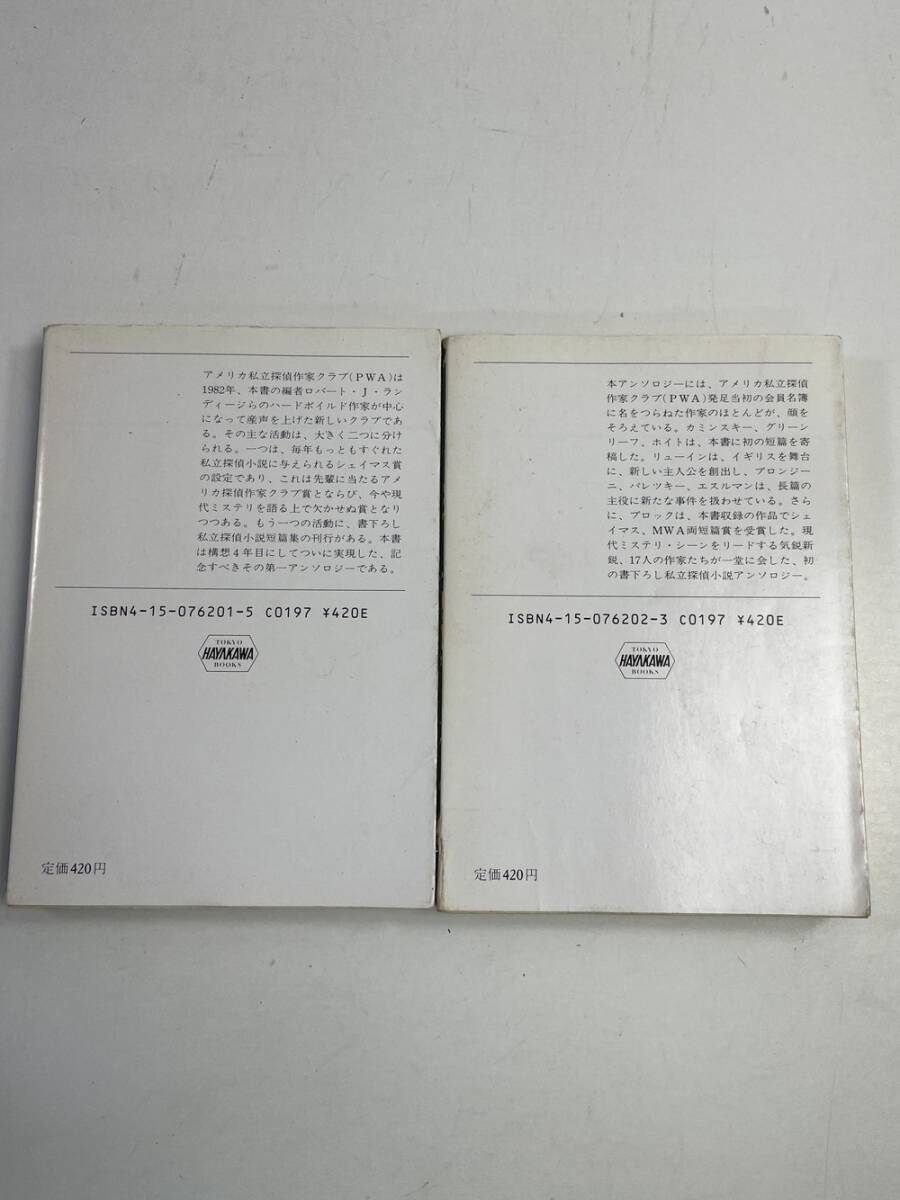 アメリカ私立探偵作家クラブ(PWA)は
1982年、本書の編者ロバート・J・ラン
ディージらのハードボイルド作家が中心
になって産声を上げた新しいクラブであ
る。その主な活動は、大きく二つに分け
られる。一つは、毎年もっともすぐれた
私立探偵小説に与えられるシェイマス賞
の設定であり、これは先輩に当たるアメ
リカ探偵作家クラブ賞とならび、今や現
代ミステリを語る上で欠かせぬ賞となり
つつある。もう一つの活動に、書下ろし
私立探偵小説短篇集の刊行がある。本書
は構想4年目にしてついに実現した、記
念すべきその第一アンソロジーである。
ISBN4-15-076201-5 C0197 ¥420E
TOKYO
HAYAKAWA
BOOKS
定価420円
本アンソロジーには、アメリカ私立探偵
作家クラブ(PWA)発足当初の会員名簿
に名をつらねた作家のほとんどが、顔を
そろえている。カミンスキー、グリーン
リーフ、ホイトは、本書に初の短篇を寄
稿した。リューインは、イギリスを舞台
に、新しい主人公を創出し、プロンジー
ニ、パレツキー、エスルマンは、長篇の
主役に新たな事件を扱わせている。さら
に、ブロックは、本書収録の作品でシェ
イマス、MWA両短篇賞を受賞した。現
代ミステリ・シーンをリードする気鋭新
鋭、17人の作家たちが一堂に会した、初
の書下ろし私立探偵小説アンソロジー。
ISBN4-15-076202-3 C0197 ¥420E
TOKYO
HAYAKAWA
BOOKS
定価420円